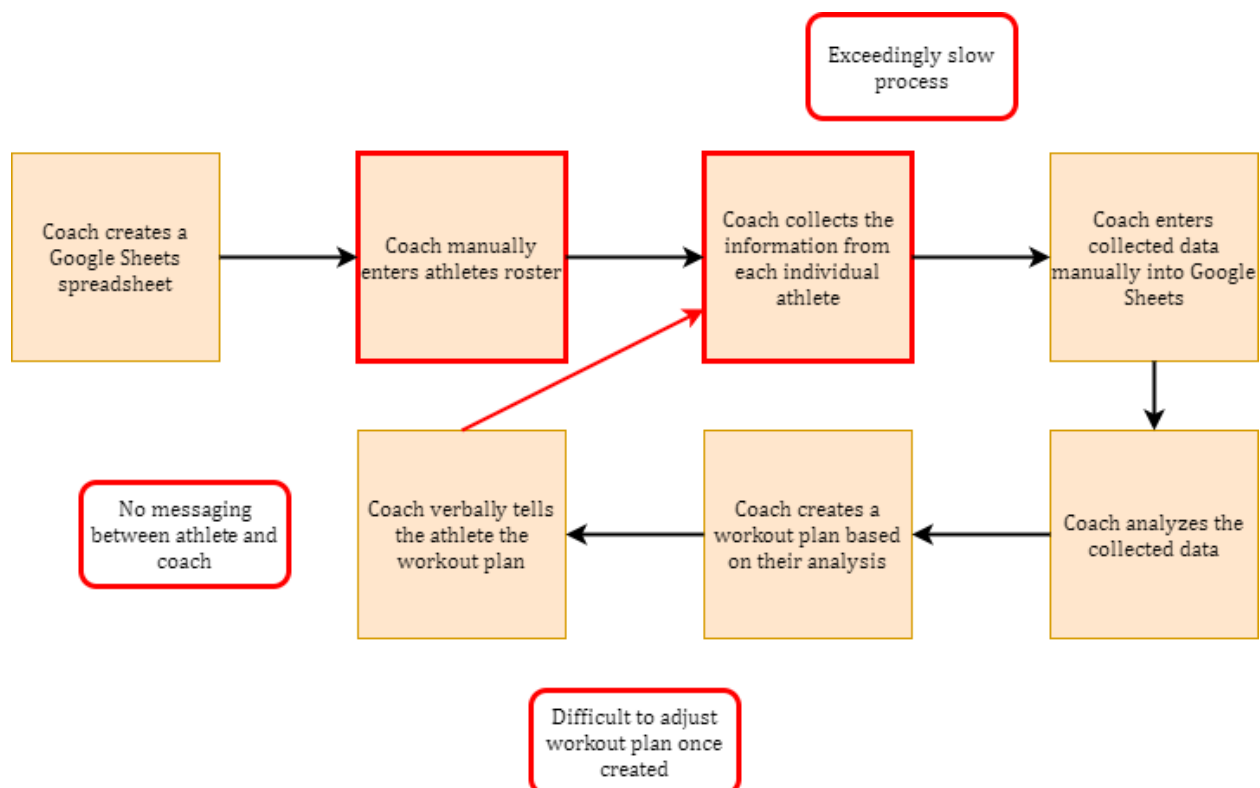 Exceedingly slow
process
Coach creates a
Google Sheets
spreadsheet
Coach manually
enters athletes roster
Coach collects the
information from
each individual
athlete
Coach enters
collected data
manually into Google
Sheets
No messaging
between athlete and
coach
Coach verbally tells
the athlete the
workout plan
Coach creates a
workout plan based
on their analysis
Coach analyzes the
collected data
Difficult to adjust
workout plan once
created